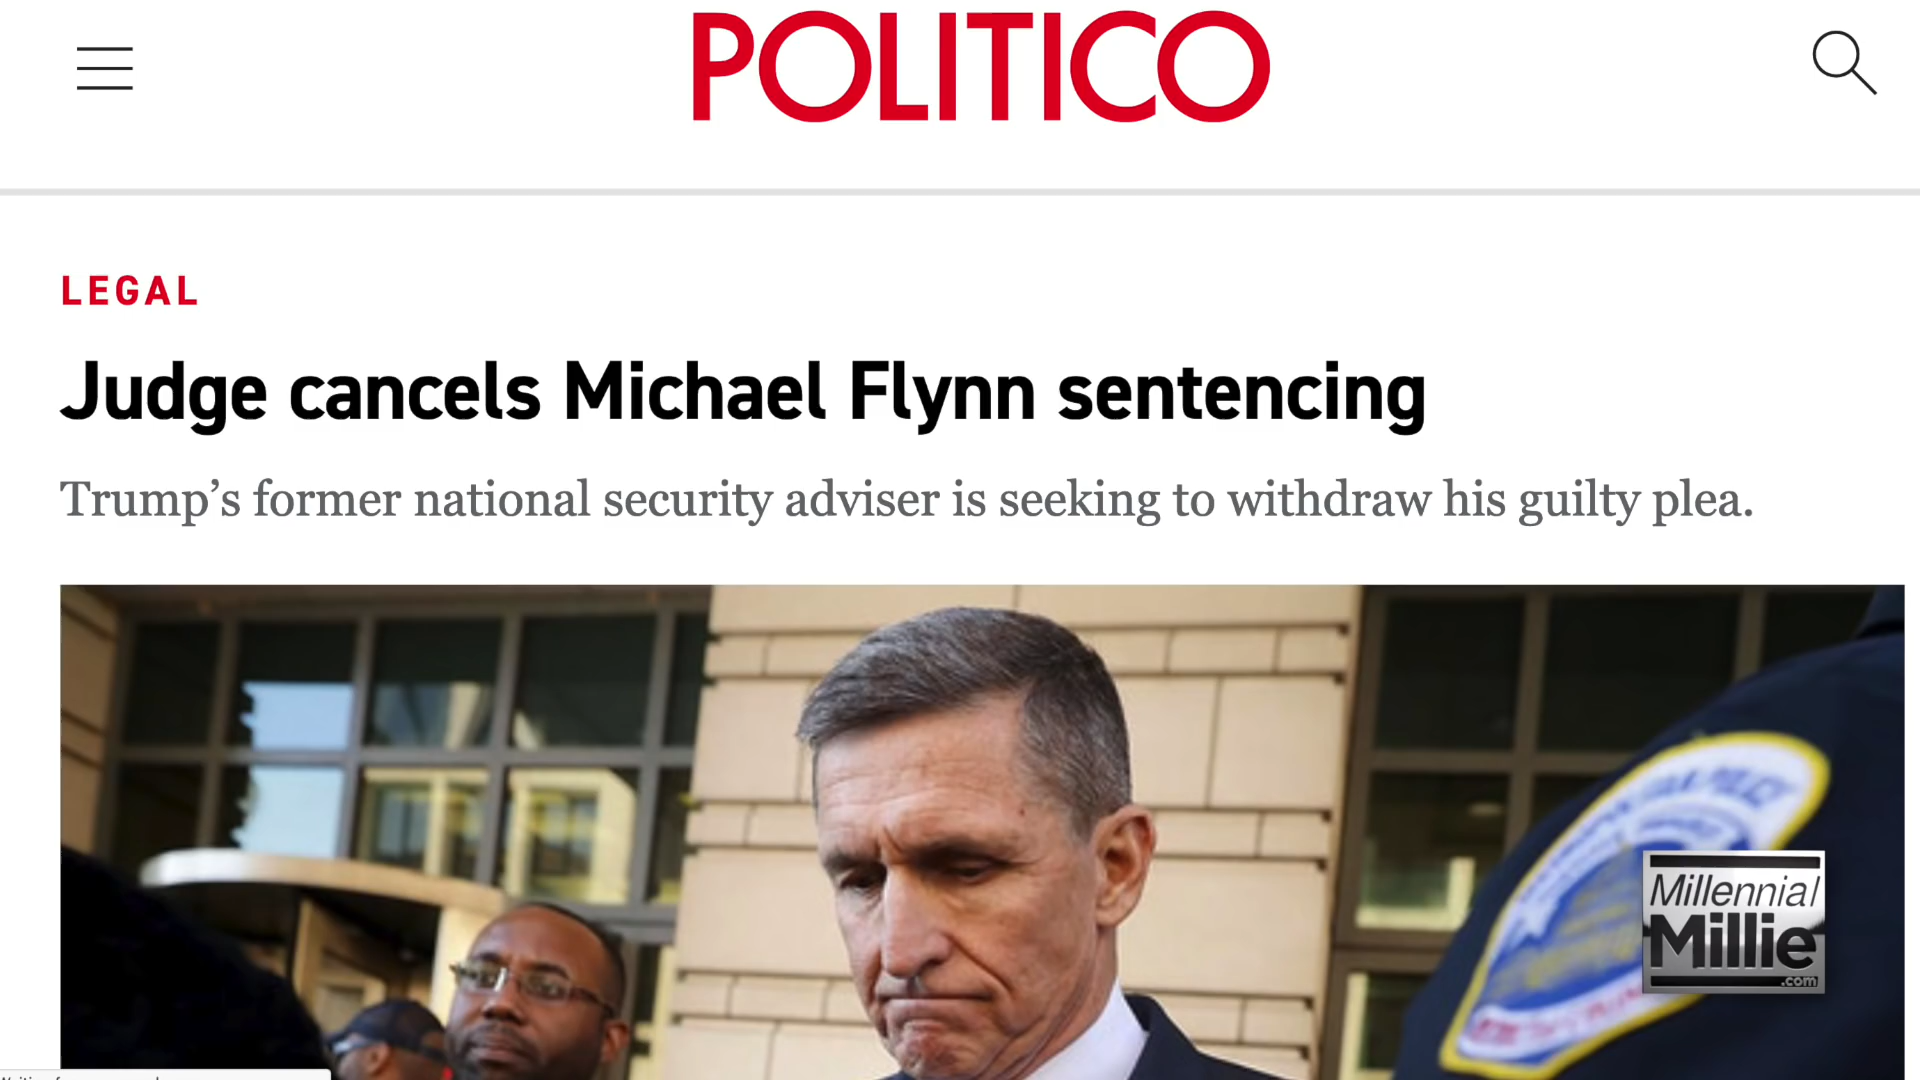 POLITICO
LEGAL
Judge cancels Michael Flynn sentencing
Trump’s former national security adviser is seeking to withdraw his guilty plea.
Millennial
Millie
.com